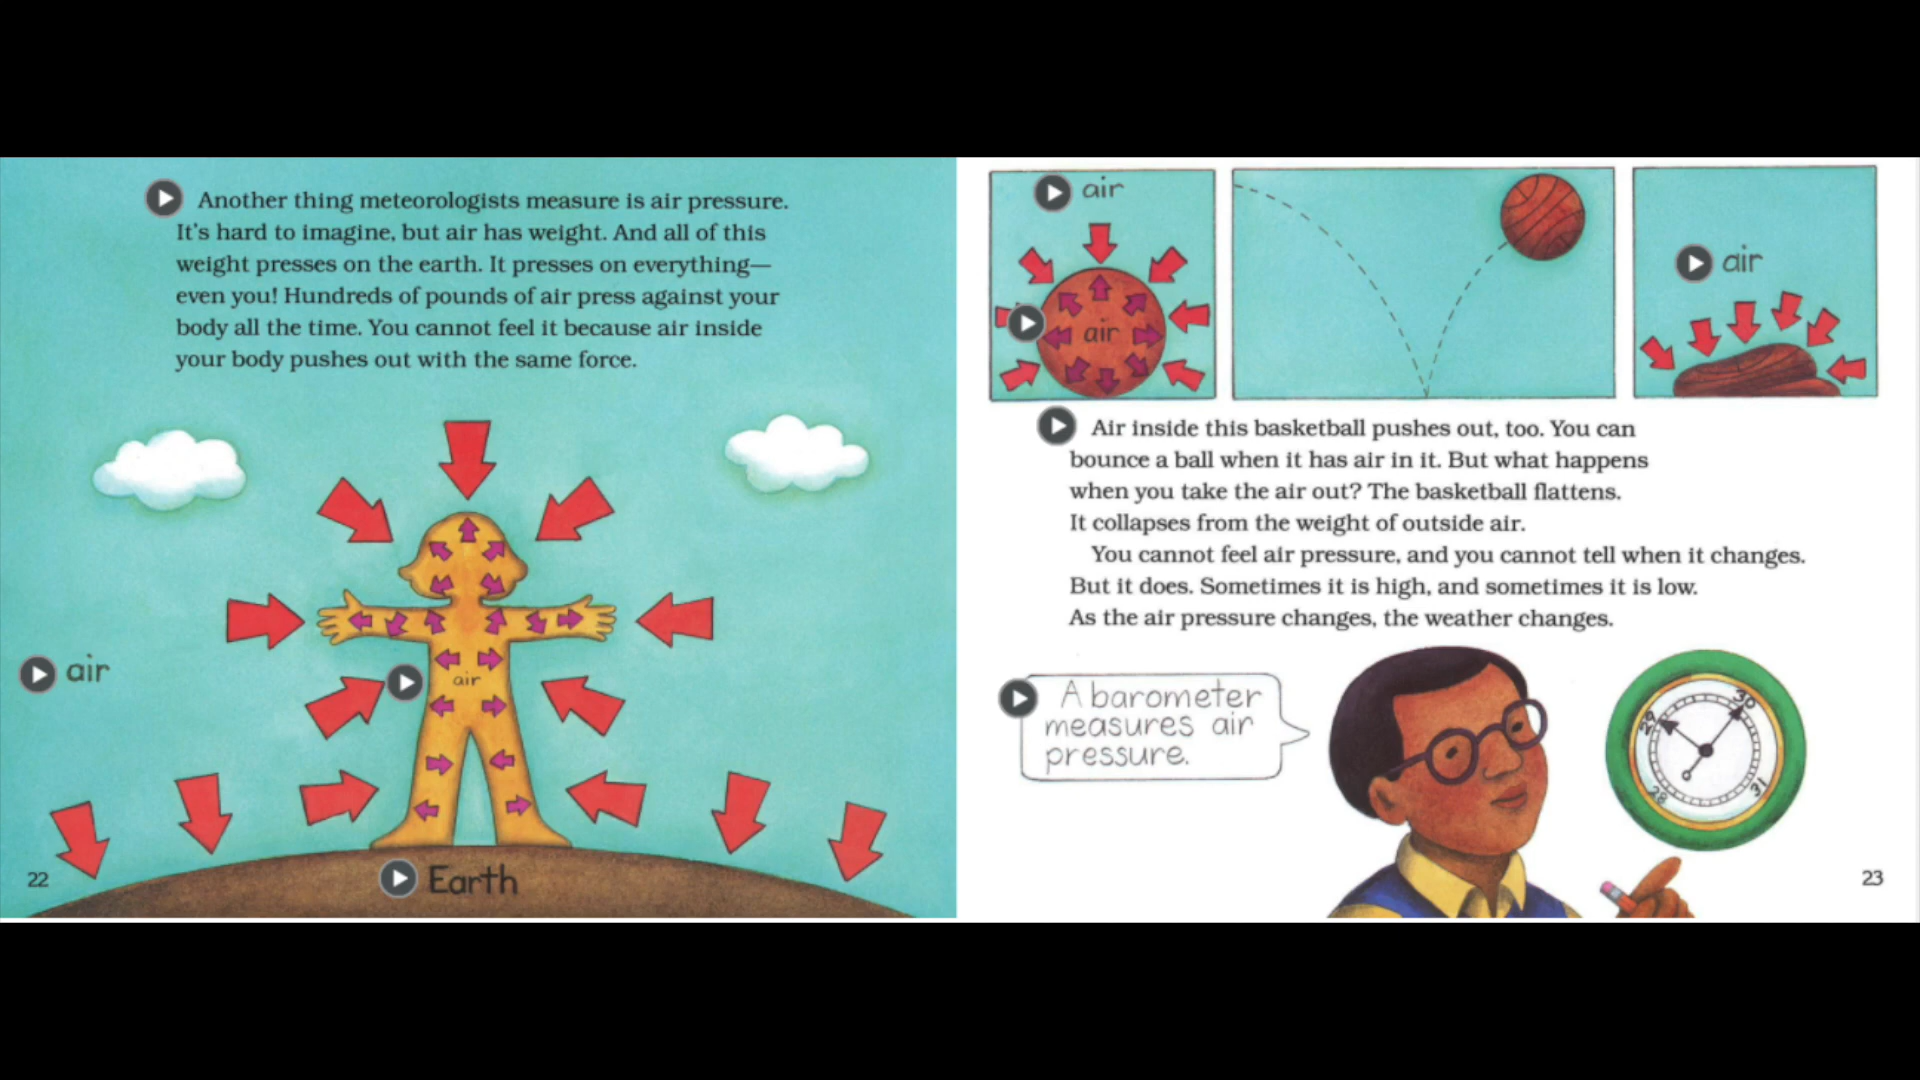 Another thing meteorologists measure is air pressure.
It's hard to imagine, but air has weight. And all of this
weight presses on the earth. It presses on everything—
even you! Hundreds of pounds of air press against your
body all the time. You cannot feel it because air inside
your body pushes out with the same force.
air
air
Earth
22
air
air
air
Air inside this basketball pushes out, too. You can
bounce a ball when it has air in it. But what happens
when you take the air out? The basketball flattens.
It collapses from the weight of outside air.
You cannot feel air pressure, and you cannot tell when it changes.
But it does. Sometimes it is high, and sometimes it is low.
As the air pressure changes, the weather changes.
A barometer
measures air
pressure.
28
29
30
31
23